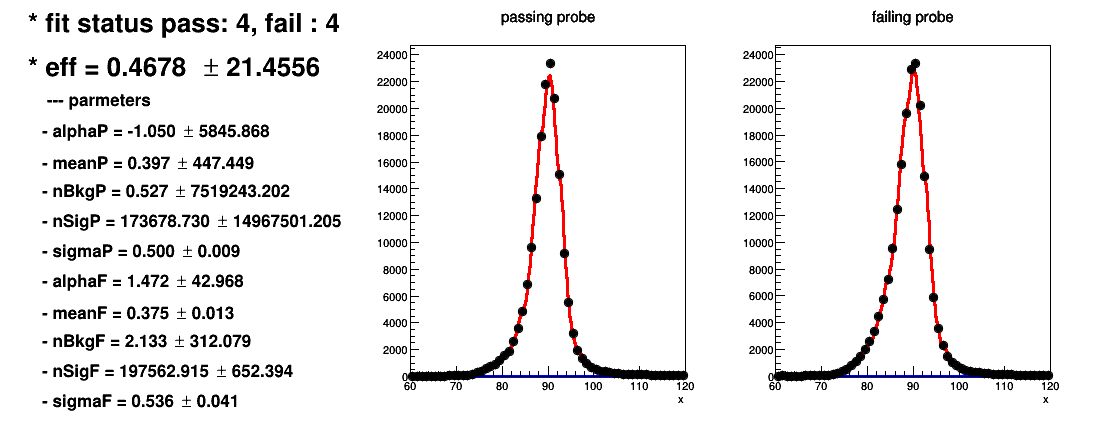 * fit status pass: 4, fail : 4
* eff = 0.4678 ± 21.4556
--- parmeters
- alphaP = -1.050 ± 5845.868
- meanP = 0.397 ± 447.449
- nBkgP = 0.527 ± 7519243.202
- nSigP = 173678.730 ± 14967501.205
- sigmaP = 0.500 ± 0.009
- alphaF = 1.472 ± 42.968
- meanF = 0.375 ± 0.013
- nBkgF = 2.133 ± 312.079
- nSigF = 197562.915 ± 652.394
- sigmaF = 0.536 ± 0.041
passing probe
24000
22000
20000
18000
16000
14000
12000
10000
8000
6000
4000
2000
0
60 70 80 90 100 110 120
x
failing probe
24000
22000
20000
18000
16000
14000
12000
10000
8000
6000
4000
2000
0
60 70 80 90 100 110 120
x